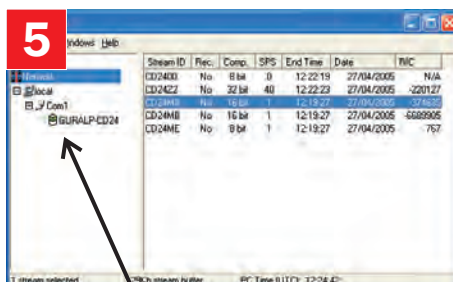 5
Windows Help
Stream ID Rec. Comp. SPS End Time Date RIC
Network
CD2400 No 8 bit 0 12:22:19 27/04/2005 N/A
local
CD24Z2 No 32 bit 40 12:22:23 27/04/2005 -220127
Com1
No 16 bit 1 12:19:27 27/04/2005
GURALP-CD24
CD24MB No 16 bit 1 12:19:27 27/04/2005 -6689905
CD24ME No 8 bit 1 12:19:27 27/04/2005 -767
1 stream selected stream buffer PC Time (UTC): 12:24:42